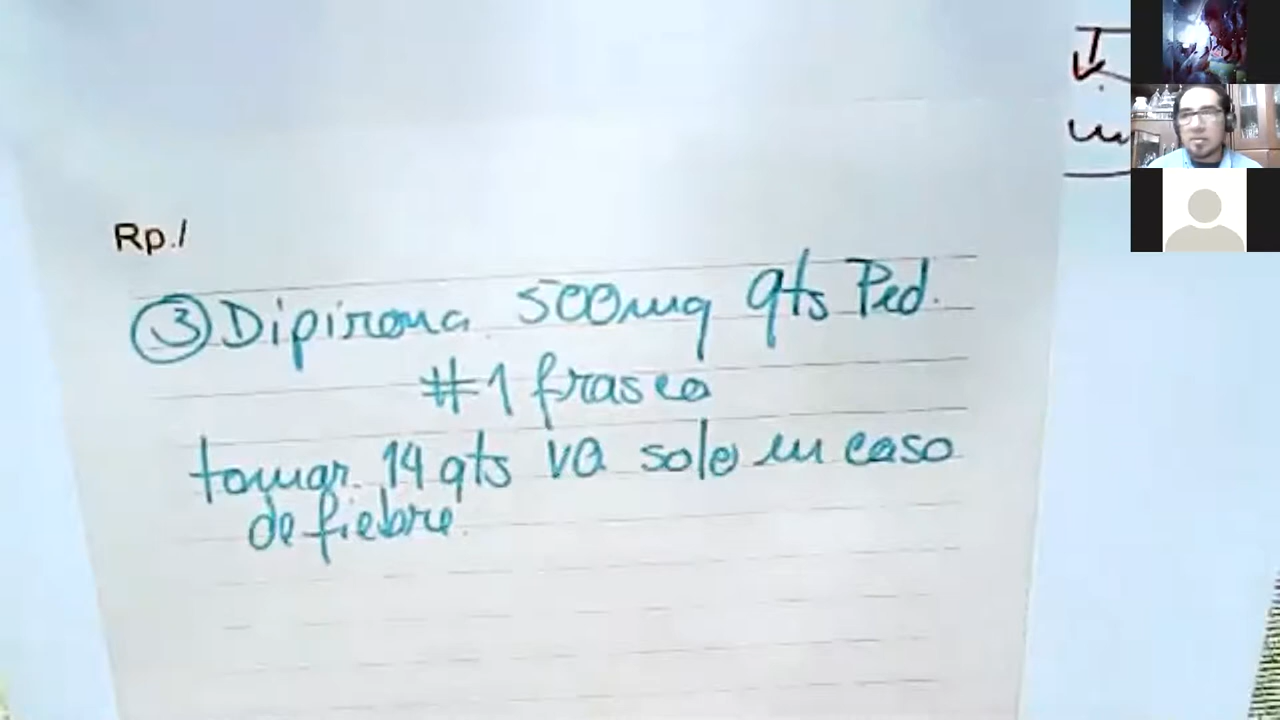 Rp./
③ Dipirona 500mg gts Ped.
#1 frasco
tomar 14 gts VO solo en caso
de fiebre.